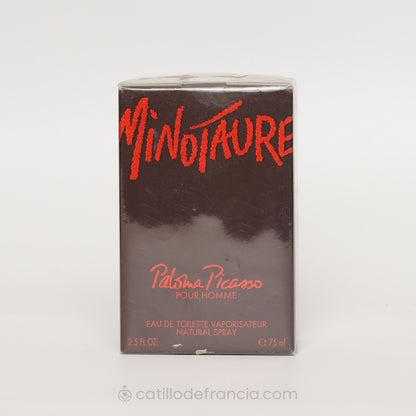 MINOTAURE
Paloma Picasso
POUR HOMME
EAU DE TOILETTE VAPORISATEUR
NATURAL SPRAY
2.5 FL.OZ. ℮ 75 ml
catillodefrancia.com